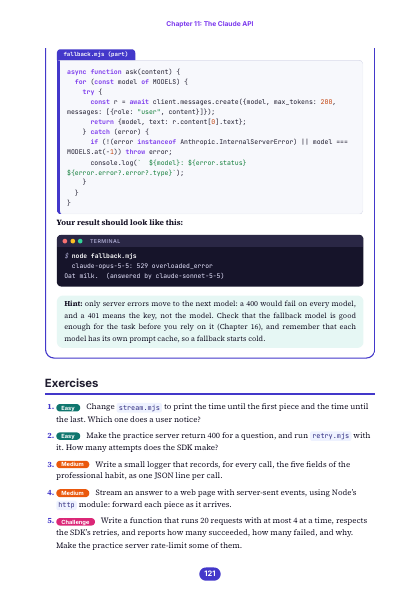 Chapter 11: The Claude API
fallback.mjs (part)
async function ask(content) {
  for (const model of MODELS) {
    try {
      const r = await client.messages.create({model, max_tokens: 200,
messages: [{role: "user", content}]});
      return {model, text: r.content[0].text};
    } catch (error) {
      if (!(error instanceof Anthropic.InternalServerError) || model ===
MODELS.at(-1)) throw error;
      console.log(`  ${model}: ${error.status}
${error.error?.error?.type}`);
    }
  }
}
Your result should look like this:
TERMINAL
$ node fallback.mjs
  claude-opus-5-5: 529 overloaded_error
Oat milk.  (answered by claude-sonnet-5-5)
Hint: only server errors move to the next model: a 400 would fail on every model,
and a 401 means the key, not the model. Check that the fallback model is good
enough for the task before you rely on it (Chapter 16), and remember that each
model has its own prompt cache, so a fallback starts cold.
Exercises
1. Easy Change stream.mjs to print the time until the first piece and the time until
the last. Which one does a user notice?
2. Easy Make the practice server return 400 for a question, and run retry.mjs with
it. How many attempts does the SDK make?
3. Medium Write a small logger that records, for every call, the five fields of the
professional habit, as one JSON line per call.
4. Medium Stream an answer to a web page with server-sent events, using Node's
http module: forward each piece as it arrives.
5. Challenge Write a function that runs 20 requests with at most 4 at a time, respects
the SDK's retries, and reports how many succeeded, how many failed, and why.
Make the practice server rate-limit some of them.
121